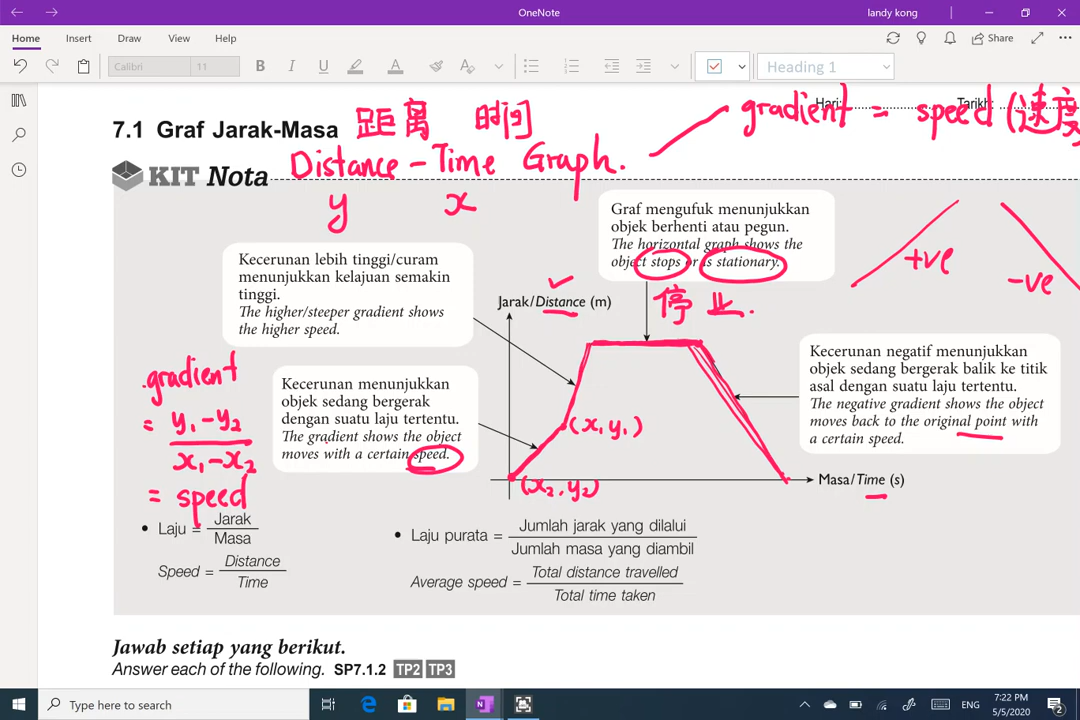 OneNote
landy kong
Home Insert Draw View Help
Share
Calibri 11
B I U A
Heading 1
Hari: Tarikh:
gradient = speed (速度
7.1 Graf Jarak-Masa 距离 时间
Distance - Time Graph.
KIT Nota
y x
Graf mengufuk menunjukkan
objek berhenti atau pegun.
The horizontal graph shows the
object stops or is stationary.
+ve
-ve
Kecerunan lebih tinggi/curam
menunjukkan kelajuan semakin
tinggi.
The higher/steeper gradient shows
the higher speed.
Jarak/Distance (m)
停止.
Kecerunan negatif menunjukkan
objek sedang bergerak balik ke titik
asal dengan suatu laju tertentu.
The negative gradient shows the object
moves back to the original point with
a certain speed.
gradient
= y1-y2
x1-x2
= speed
Kecerunan menunjukkan
objek sedang bergerak
dengan suatu laju tertentu.
The gradient shows the object
moves with a certain speed.
(x1y1)
(x2, y2)
Masa/Time (s)
• Laju = Jarak
Masa
Speed = Distance
Time
• Laju purata = Jumlah jarak yang dilalui
Jumlah masa yang diambil
Average speed = Total distance travelled
Total time taken
Jawab setiap yang berikut.
Answer each of the following. SP7.1.2 TP2 TP3
Type here to search
ENG
7:22 PM
5/5/2020
2